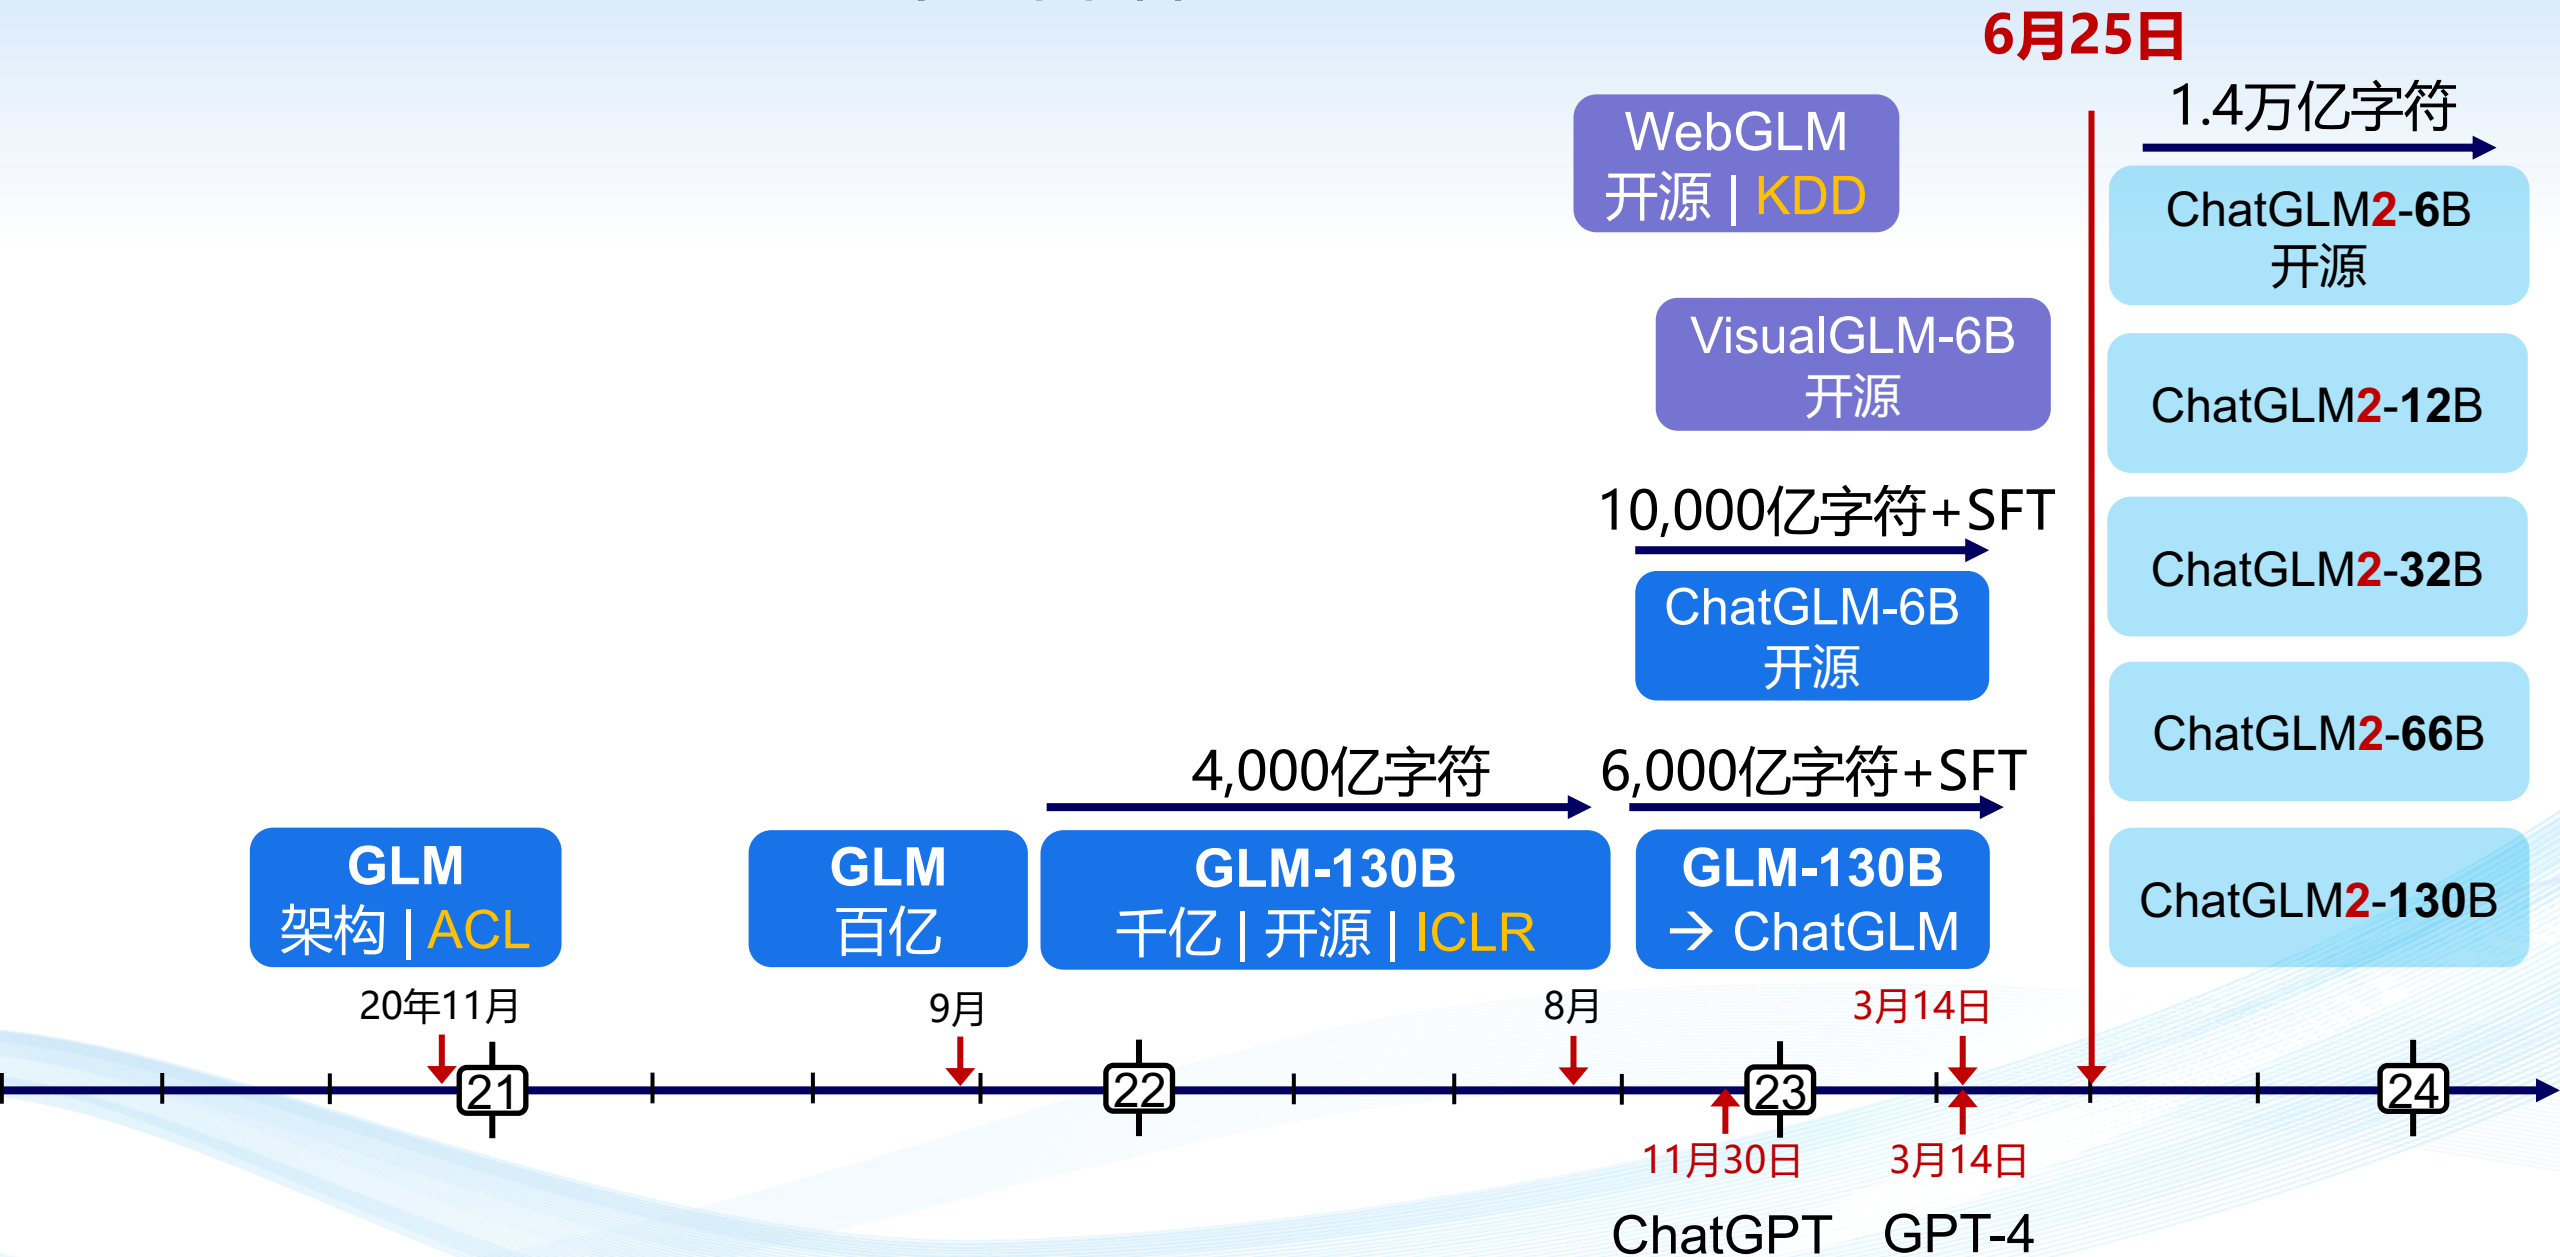 6月25日
1.4万亿字符
WebGLM
开源 | KDD
ChatGLM2-6B
开源
VisualGLM-6B
开源
ChatGLM2-12B
10,000亿字符+SFT
ChatGLM-6B
开源
ChatGLM2-32B
ChatGLM2-66B
4,000亿字符
6,000亿字符+SFT
GLM
架构 | ACL
GLM
百亿
GLM-130B
千亿 | 开源 | ICLR
GLM-130B
→ ChatGLM
ChatGLM2-130B
20年11月
9月
8月
3月14日
21
22
23
24
11月30日
3月14日
ChatGPT
GPT-4